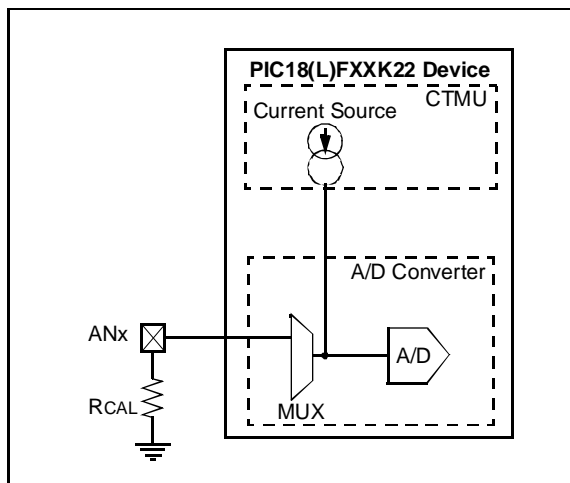 PIC18(L)FXXK22 Device
CTMU
Current Source
A/D Converter
ANx
A/D
RCAL
MUX